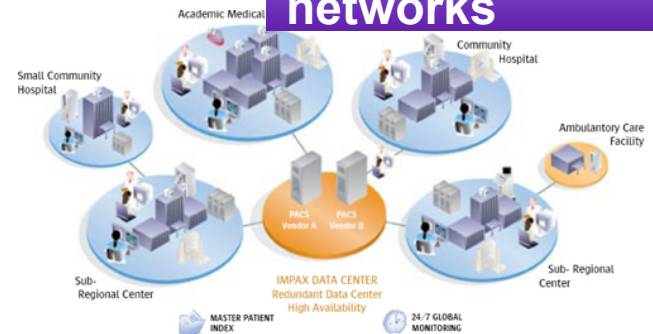 networks
Academic Medical
Community
Hospital
Small Community
Hospital
Ambulantory Care
Facility
PACS
Vendor A
PACS
Vendor B
Sub-
Regional Center
IMPAX DATA CENTER
Redundant Data Center
High Availability
Sub- Regional
Center
MASTER PATIENT
INDEX
24/7 GLOBAL
MONITORING